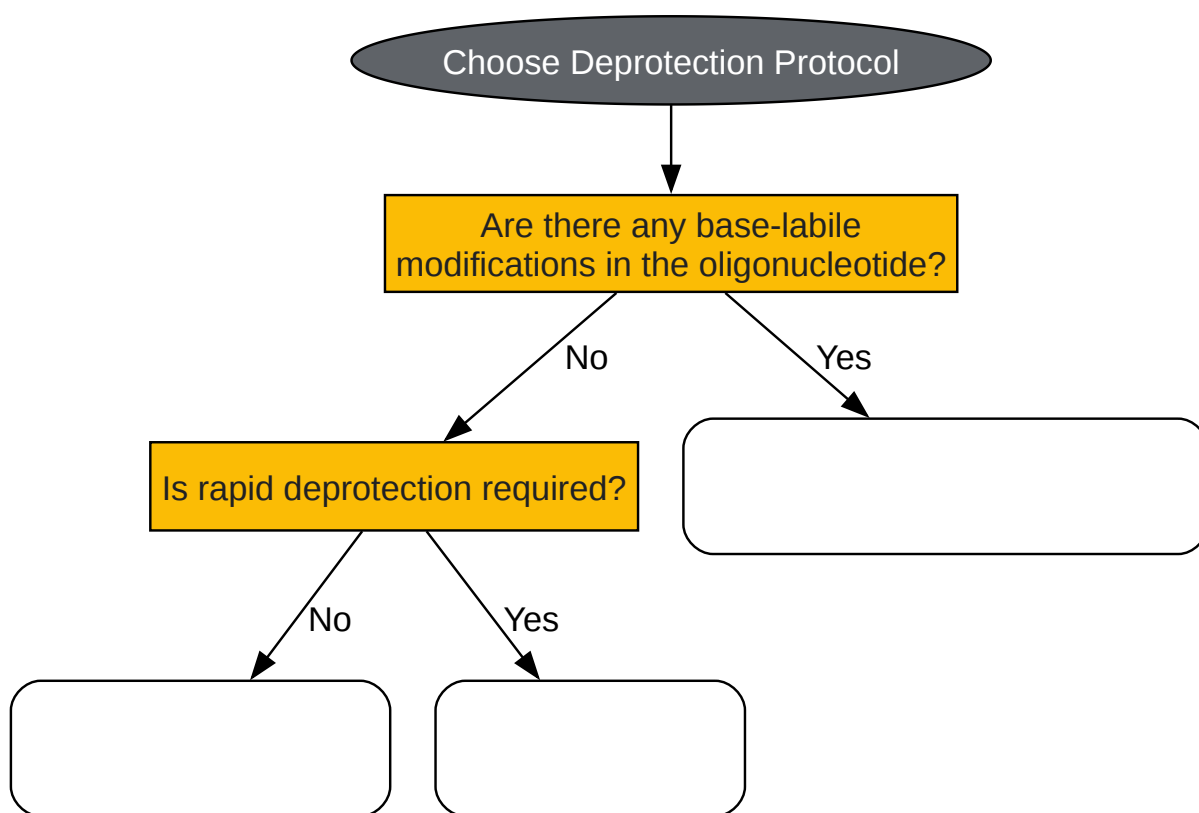 Choose Deprotection Protocol
Are there any base-labile
modifications in the oligonucleotide?
No
Yes
Is rapid deprotection required?
No
Yes